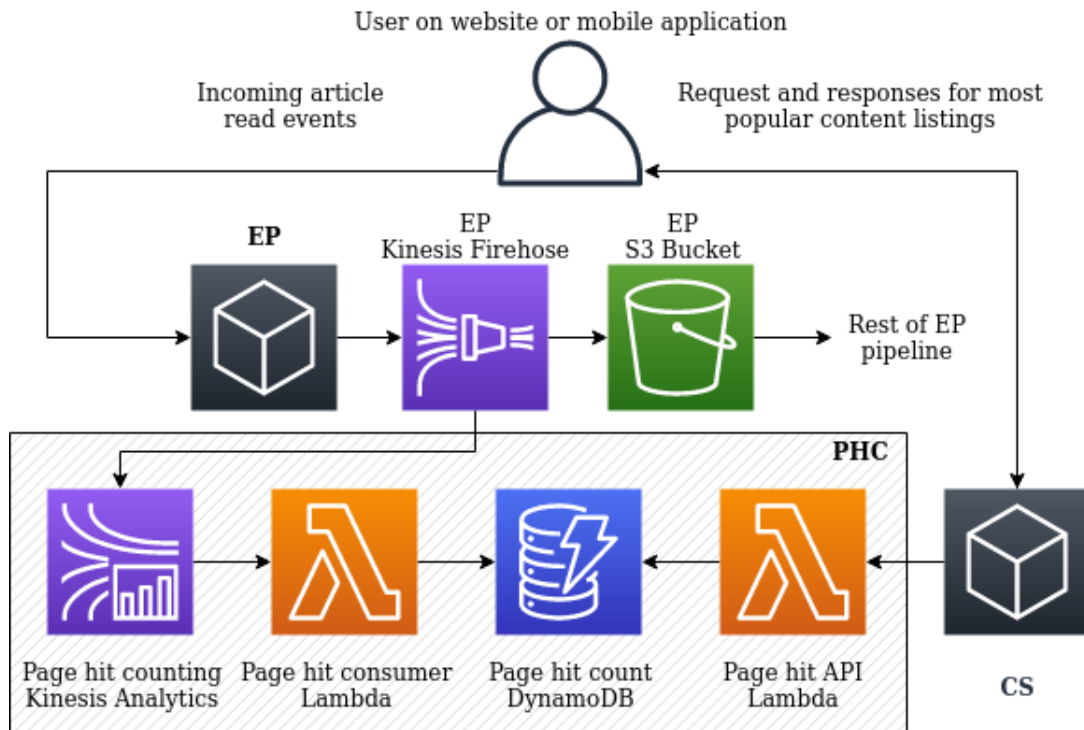 User on website or mobile application
Incoming article
read events
Request and responses for most
popular content listings
EP
EP
Kinesis Firehose
EP
S3 Bucket
Rest of EP
pipeline
PHC
Page hit counting
Kinesis Analytics
Page hit consumer
Lambda
Page hit count
DynamoDB
Page hit API
Lambda
CS